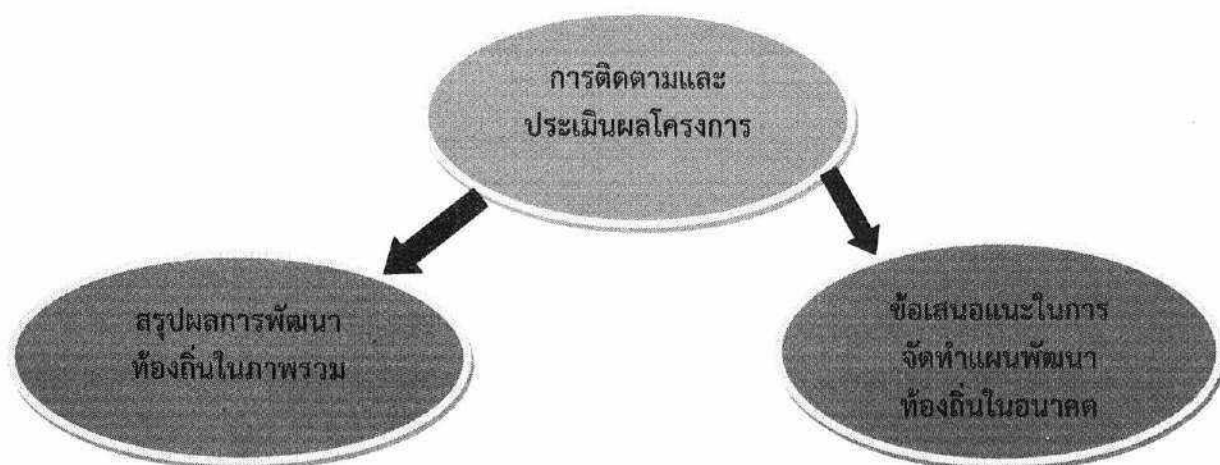 การติดตามและ
ประเมินผลโครงการ
สรุปผลการพัฒนา
ท้องถิ่นในภาพรวม
ข้อเสนอแนะในการ
จัดทำแผนพัฒนา
ท้องถิ่นในอนาคต